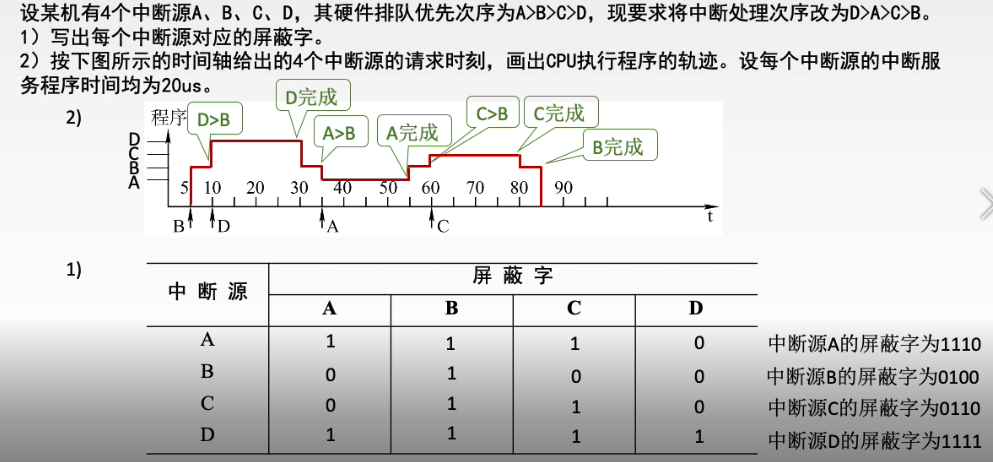 设某机有4个中断源A、B、C、D，其硬件排队优先次序为A>B>C>D，现要求将中断处理次序改为D>A>C>B。
1）写出每个中断源对应的屏蔽字。
2）按下图所示的时间轴给出的4个中断源的请求时刻，画出CPU执行程序的轨迹。设每个中断源的中断服
务程序时间均为20us。
2)
程序
D>B
D完成
A>B
A完成
C>B
C完成
B完成
D
C
B
A
5 10 20 30 40 50 60 70 80 90
t
B D A C
1)
中 断 源 屏 蔽 字
A B C D
A 1 1 1 0 中断源A的屏蔽字为1110
B 0 1 0 0 中断源B的屏蔽字为0100
C 0 1 1 0 中断源C的屏蔽字为0110
D 1 1 1 1 中断源D的屏蔽字为1111